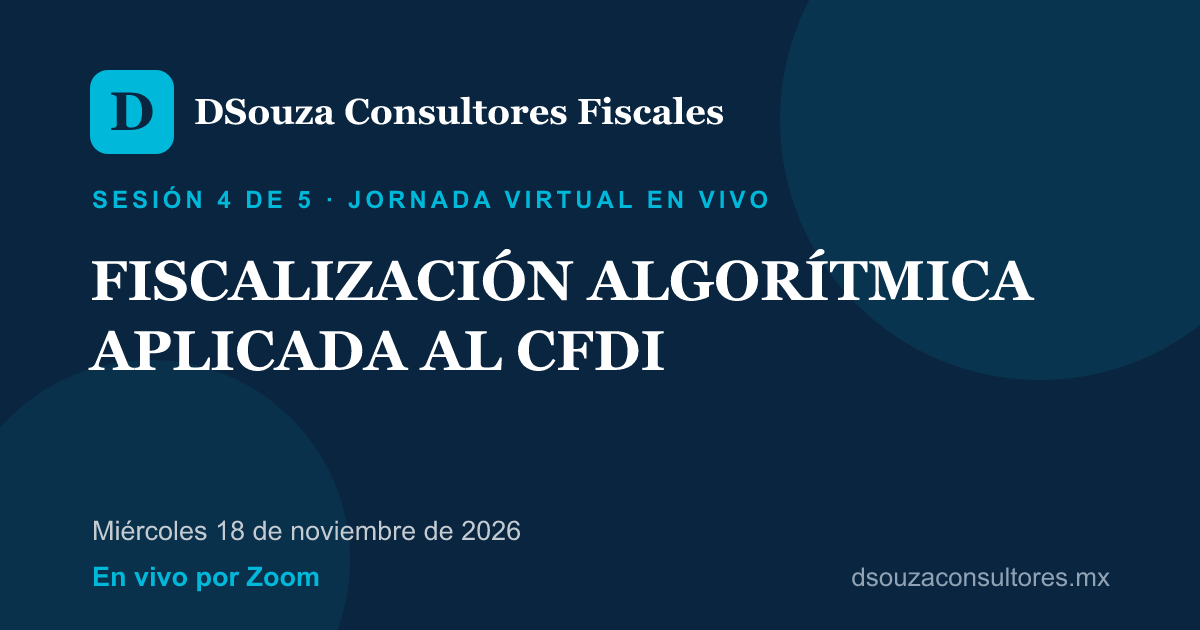 D
DSouza Consultores Fiscales
SESIÓN 4 DE 5 · JORNADA VIRTUAL EN VIVO
FISCALIZACIÓN ALGORÍTMICA
APLICADA AL CFDI
Miércoles 18 de noviembre de 2026
En vivo por Zoom
dsouzaconsultores.mx